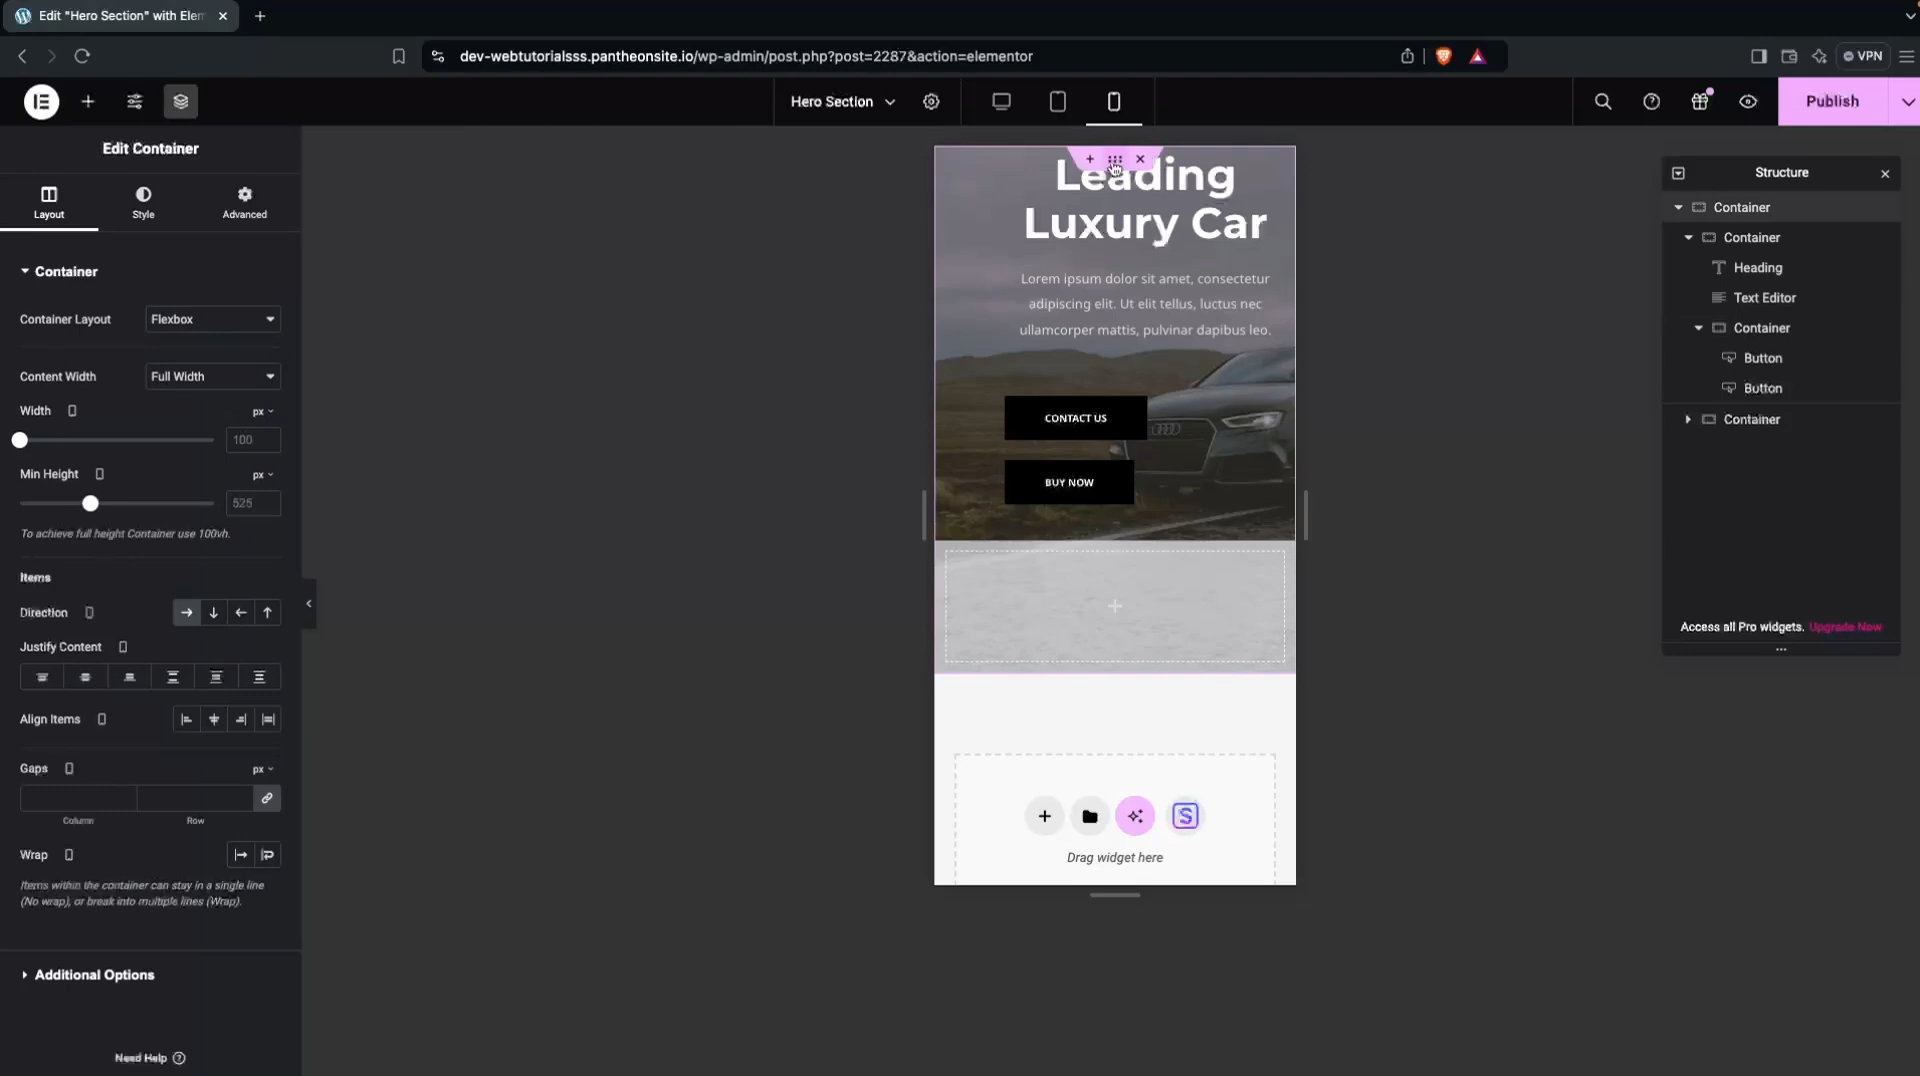 Edit "Hero Section" with Elem
dev-webtutorialsss.pantheonsite.io/wp-admin/post.php?post=2287&action=elementor
VPN
Hero Section
Publish
Edit Container
Layout
Style
Advanced
Container
Container Layout
Flexbox
Content Width
Full Width
Width
px
100
Min Height
px
525
To achieve full height Container use 100vh.
Items
Direction
Justify Content
Align Items
Gaps
px
Column
Row
Wrap
Items within the container can stay in a single line
(No wrap), or break into multiple lines (Wrap).
Additional Options
Need Help
Leading
Luxury Car
Lorem ipsum dolor sit amet, consectetur
adipiscing elit. Ut elit tellus, luctus nec
ullamcorper mattis, pulvinar dapibus leo.
CONTACT US
BUY NOW
Drag widget here
Structure
Container
Container
Heading
Text Editor
Container
Button
Button
Container
Access all Pro widgets. Upgrade Now